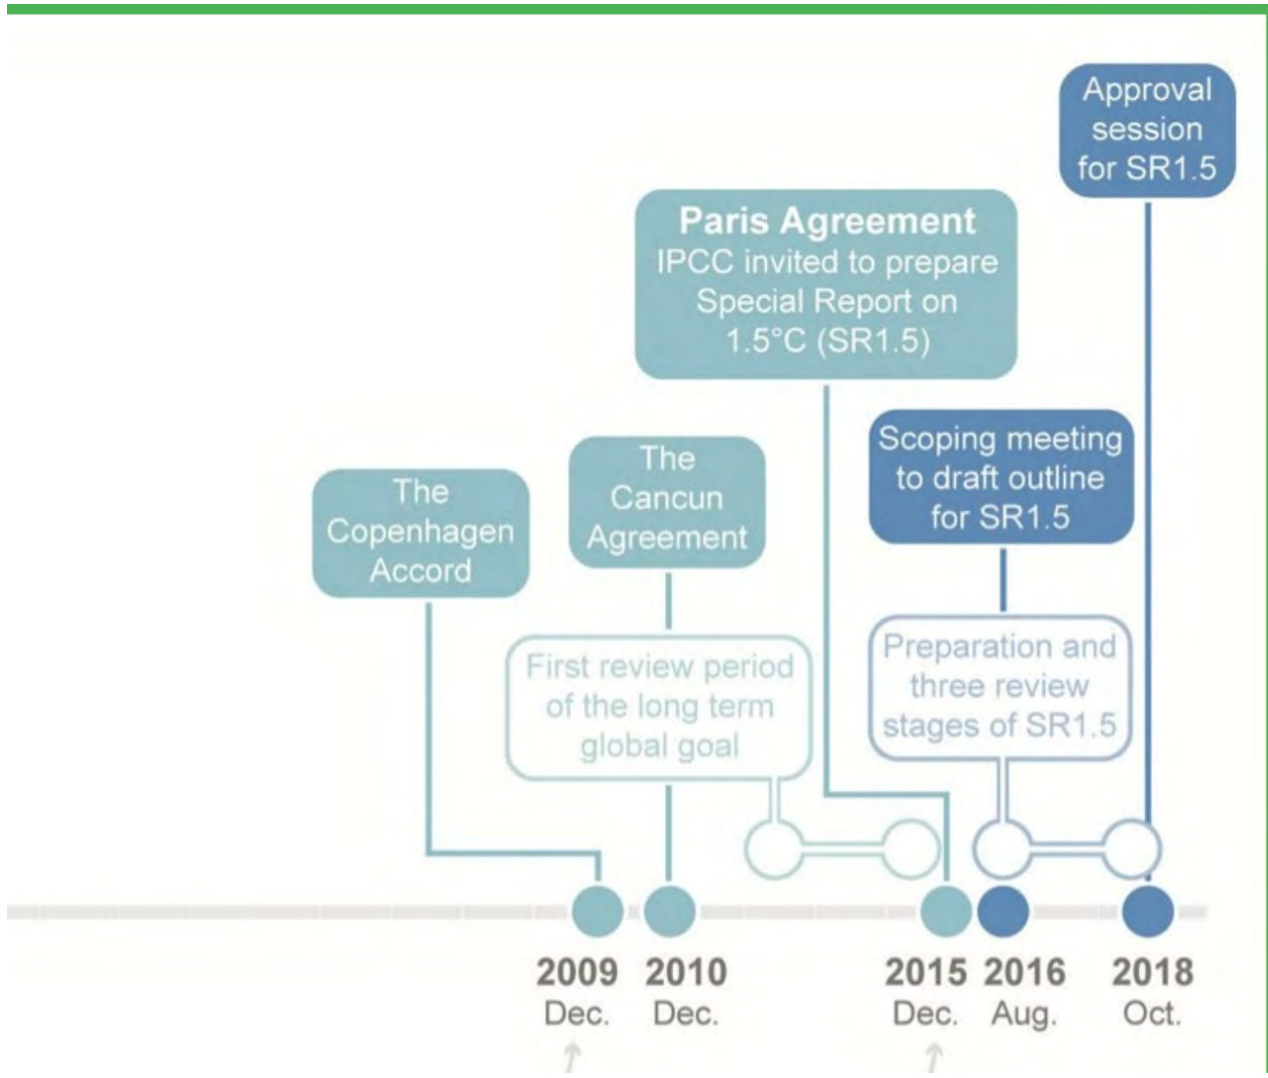 Approval
session
for SR1.5
Paris Agreement
IPCC invited to prepare
Special Report on
1.5°C (SR1.5)
Scoping meeting
to draft outline
for SR1.5
The
Cancun
Agreement
The
Copenhagen
Accord
Preparation and
three review
stages of SR1.5
First review period
of the long term
global goal
2009 2010 2015 2016 2018
Dec. Dec. Dec. Aug. Oct.